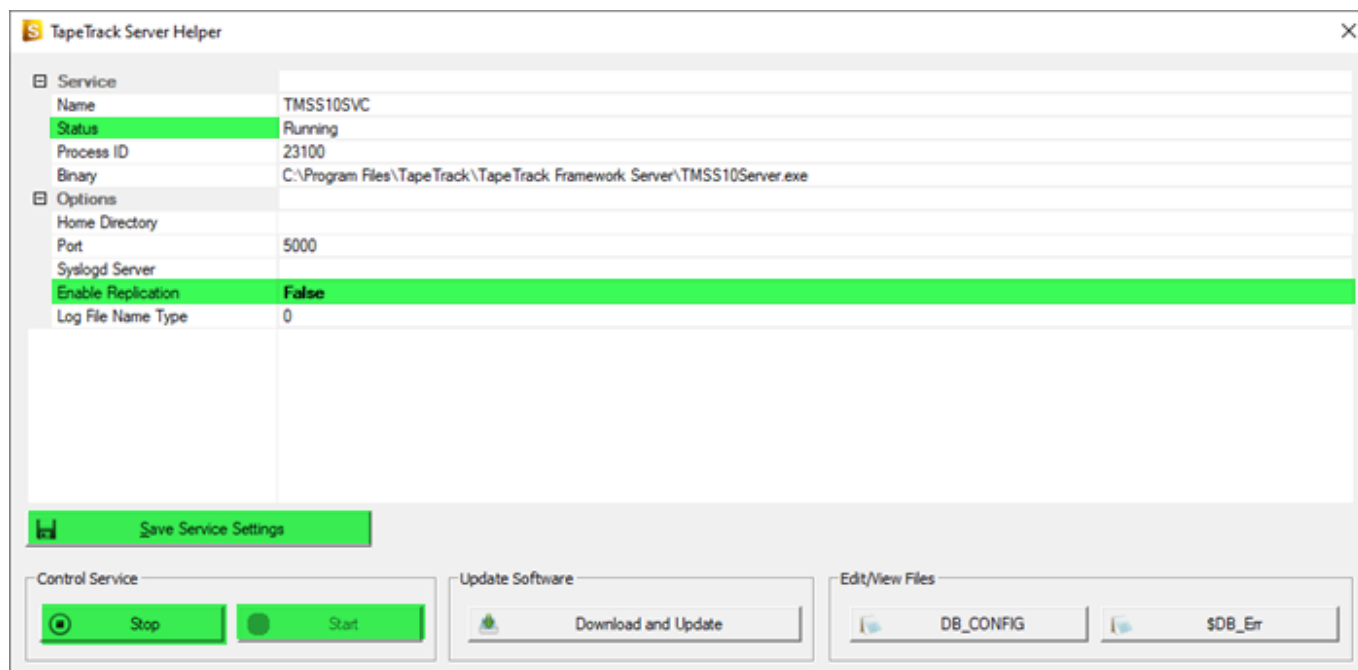 TapeTrack Server Helper
Service
Name TMSS10SVC
Status Running
Process ID 23100
Binary C:\Program Files\TapeTrack\TapeTrack Framework Server\TMSS10Server.exe
Options
Home Directory
Port 5000
Syslogd Server
Enable Replication False
Log File Name Type 0
Save Service Settings
Control Service Update Software Edit/View Files
Stop Start Download and Update DB_CONFIG $DB_Err